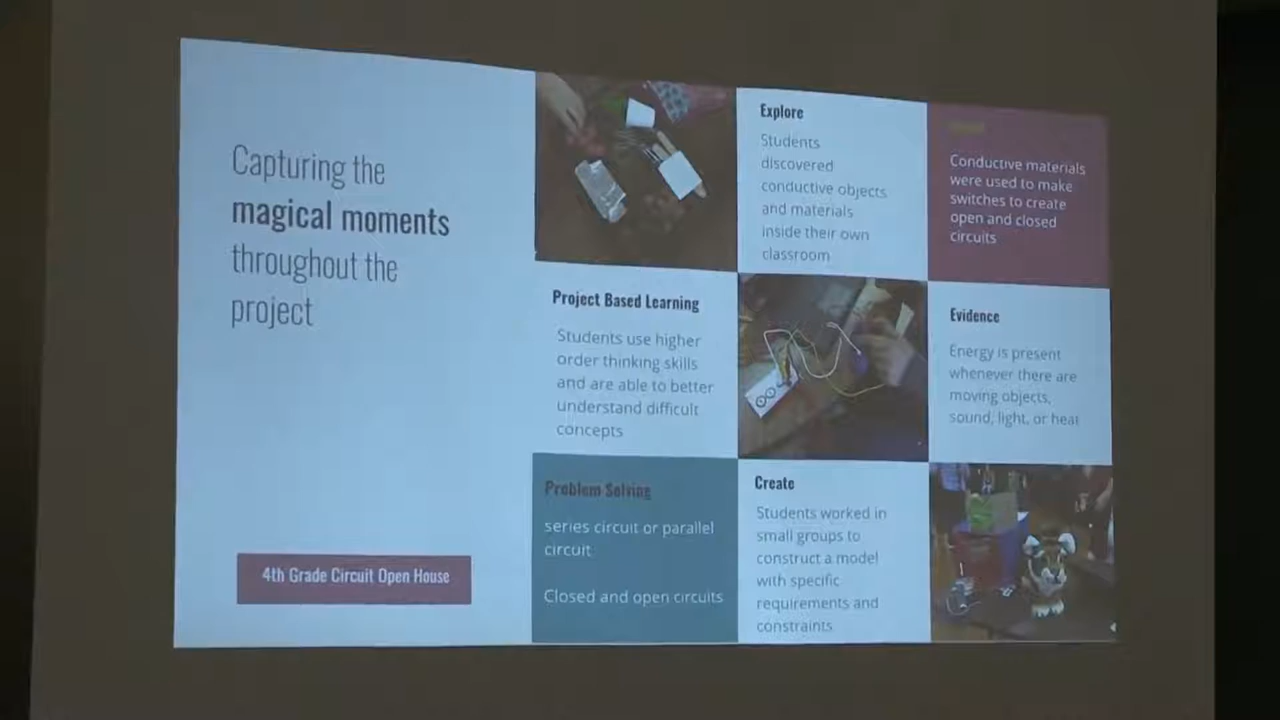 Capturing the
magical moments
throughout the
project
4th Grade Circuit Open House
Explore
Students
discovered
conductive objects
and materials
inside their own
classroom
Conductive materials
were used to make
switches to create
open and closed
circuits
Project Based Learning
Students use higher
order thinking skills
and are able to better
understand difficult
concepts
Evidence
Energy is present
whenever there are
moving objects,
sound, light, or heat
Problem Solving
series circuit or parallel
circuit
Closed and open circuits
Create
Students worked in
small groups to
construct a model
with specific
requirements and
constraints